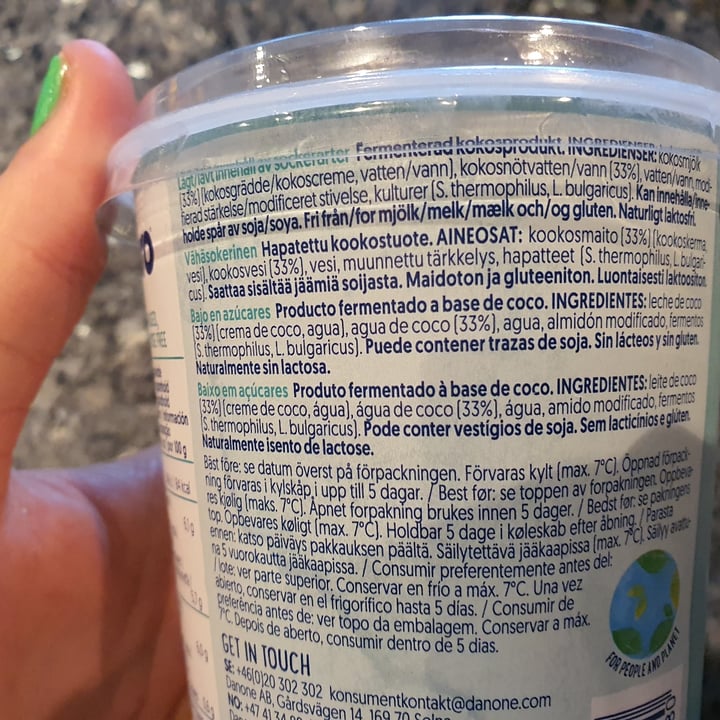 Lågt/lavt innehåll av sockerarter Fermenterad kokosprodukt. INGREDIENSER: kokosmjölk
(33%) (kokosgrädde/kokoscreme, vatten/vann), kokosnötvatten/vann (33%), vatten/vann, modi-
fierad stärkelse/modificeret stivelse, kulturer (S. thermophilus, L. bulgaricus). Kan innehålla/inne-
holde spår av soja/soya. Fri från/for mjölk/melk/mælk och/og gluten. Naturligt laktosfri.
Vähäsokerinen Hapatettu kookostuote. AINEOSAT: kookosmaito (33%) (kookoskerma,
vesi), kookosvesi (33%), vesi, muunnettu tärkkelys, hapatteet (S. thermophilus, L. bulgari-
cus). Saattaa sisältää jäämiä soijasta. Maidoton ja gluteeniton. Luontaisesti laktoositon.
Bajo en azúcares Producto fermentado a base de coco. INGREDIENTES: leche de coco
(33%) (crema de coco, agua), agua de coco (33%), agua, almidón modificado, fermentos
(S. thermophilus, L. bulgaricus). Puede contener trazas de soja. Sin lácteos y sin gluten.
Naturalmente sin lactosa.
Baixo em açúcares Produto fermentado à base de coco. INGREDIENTES: leite de coco
(33%) (creme de coco, água), água de coco (33%), água, amido modificado, fermentos
(S. thermophilus, L. bulgaricus). Pode conter vestígios de soja. Sem lacticínios e glúten.
Naturalmente isento de lactose.
Bäst före: se datum överst på förpackningen. Förvaras kylt (max. 7°C). Öppnad förpack-
ning förvaras i kylskåp i upp till 5 dagar. / Best før: se toppen av forpakningen. Oppbeva-
res kjølig (maks. 7°C). Åpnet forpakning brukes innen 5 dager. / Bedst før: se pakningens
top. Opbevares køligt (max. 7°C). Holdbar 5 dage i køleskab efter åbning. / Parasta
ennen: katso päiväys pakkauksen päältä. Säilytettävä jääkaapissa (max. 7°C). Säilyy avattu-
na 5 vuorokautta jääkaapissa. / Consumir preferentemente antes del:
/ lote: ver parte superior. Conservar en frío a máx. 7°C. Una vez
abierto, conservar en el frigorífico hasta 5 días. / Consumir de
preferência antes de: ver topo da embalagem. Conservar a máx.
7°C. Depois de aberto, consumir dentro de 5 dias.
FOR PEOPLE AND PLANET
GET IN TOUCH
SE: +46(0)20 302 302 konsumentkontakt@danone.com
Danone AB, Gårdsvägen 14, 169 70 Solna